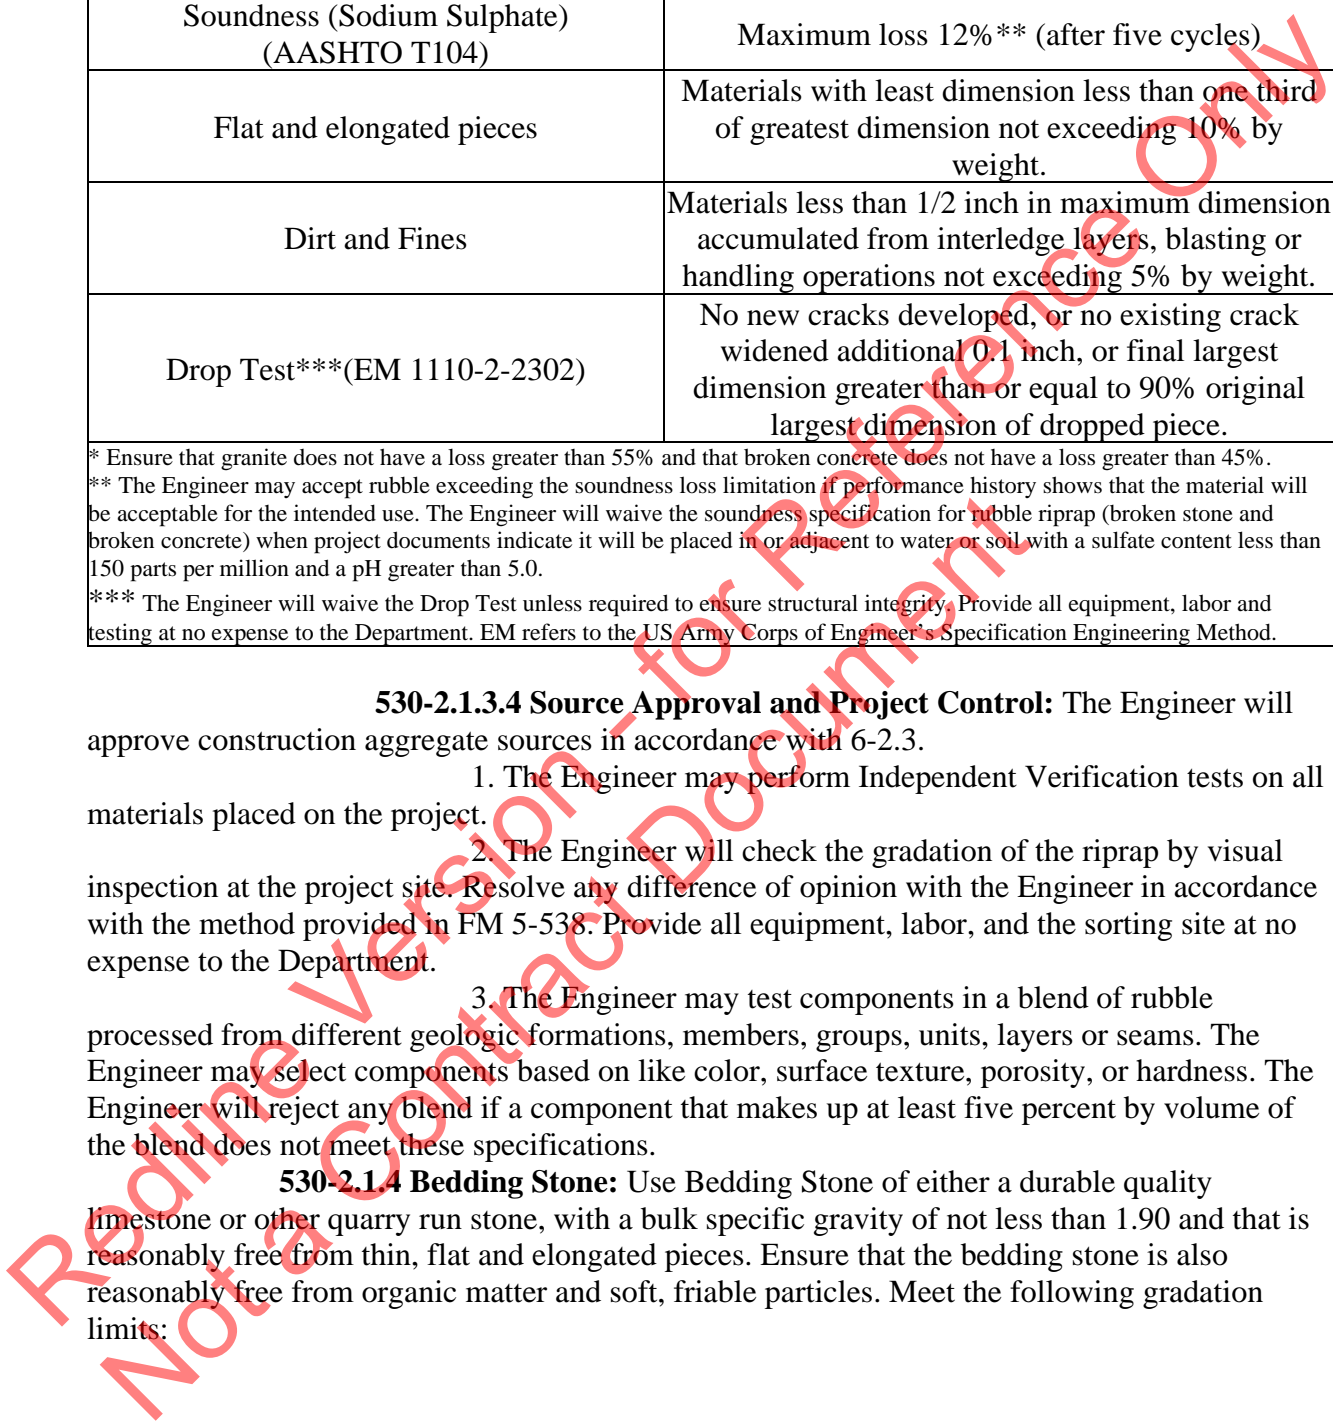 Soundness (Sodium Sulphate)
(AASHTO T104)
Maximum loss 12%** (after five cycles)
Flat and elongated pieces
Materials with least dimension less than one third
of greatest dimension not exceeding 10% by
weight.
Dirt and Fines
Materials less than 1/2 inch in maximum dimension
accumulated from interledge layers, blasting or
handling operations not exceeding 5% by weight.
Drop Test***(EM 1110-2-2302)
No new cracks developed, or no existing crack
widened additional 0.1 inch, or final largest
dimension greater than or equal to 90% original
largest dimension of dropped piece.
* Ensure that granite does not have a loss greater than 55% and that broken concrete does not have a loss greater than 45%.
** The Engineer may accept rubble exceeding the soundness loss limitation if performance history shows that the material will
be acceptable for the intended use. The Engineer will waive the soundness specification for rubble riprap (broken stone and
broken concrete) when project documents indicate it will be placed in or adjacent to water or soil with a sulfate content less than
150 parts per million and a pH greater than 5.0.
*** The Engineer will waive the Drop Test unless required to ensure structural integrity. Provide all equipment, labor and
testing at no expense to the Department. EM refers to the US Army Corps of Engineer's Specification Engineering Method.
530-2.1.3.4 Source Approval and Project Control: The Engineer will
approve construction aggregate sources in accordance with 6-2.3.
1. The Engineer may perform Independent Verification tests on all
materials placed on the project.
2. The Engineer will check the gradation of the riprap by visual
inspection at the project site. Resolve any difference of opinion with the Engineer in accordance
with the method provided in FM 5-538. Provide all equipment, labor, and the sorting site at no
expense to the Department.
3. The Engineer may test components in a blend of rubble
processed from different geologic formations, members, groups, units, layers or seams. The
Engineer may select components based on like color, surface texture, porosity, or hardness. The
Engineer will reject any blend if a component that makes up at least five percent by volume of
the blend does not meet these specifications.
530-2.1.4 Bedding Stone: Use Bedding Stone of either a durable quality
limestone or other quarry run stone, with a bulk specific gravity of not less than 1.90 and that is
reasonably free from thin, flat and elongated pieces. Ensure that the bedding stone is also
reasonably free from organic matter and soft, friable particles. Meet the following gradation
limits:
Redline Version - for Reference Only
Not a Contract Document